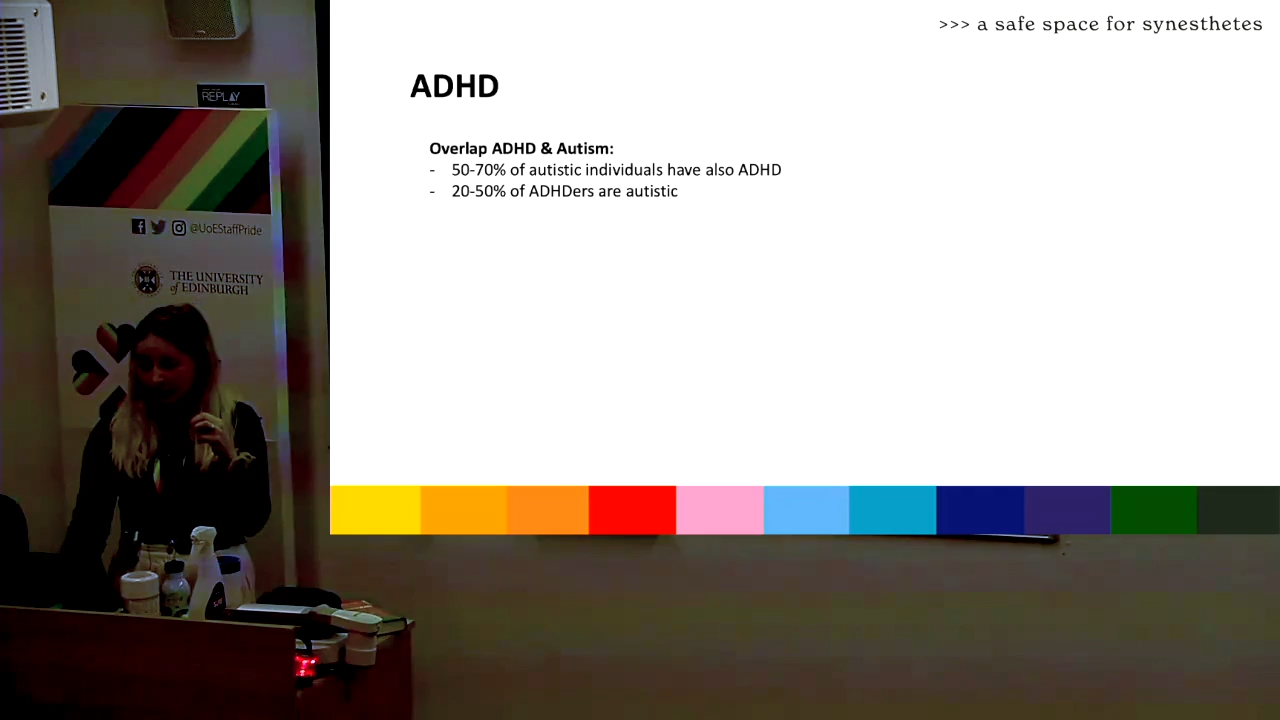 >>> a safe space for synesthetes
ADHD
Overlap ADHD & Autism:
- 50-70% of autistic individuals have also ADHD
- 20-50% of ADHDers are autistic
REPLAY
@UoEStaffPride
THE UNIVERSITY
of EDINBURGH